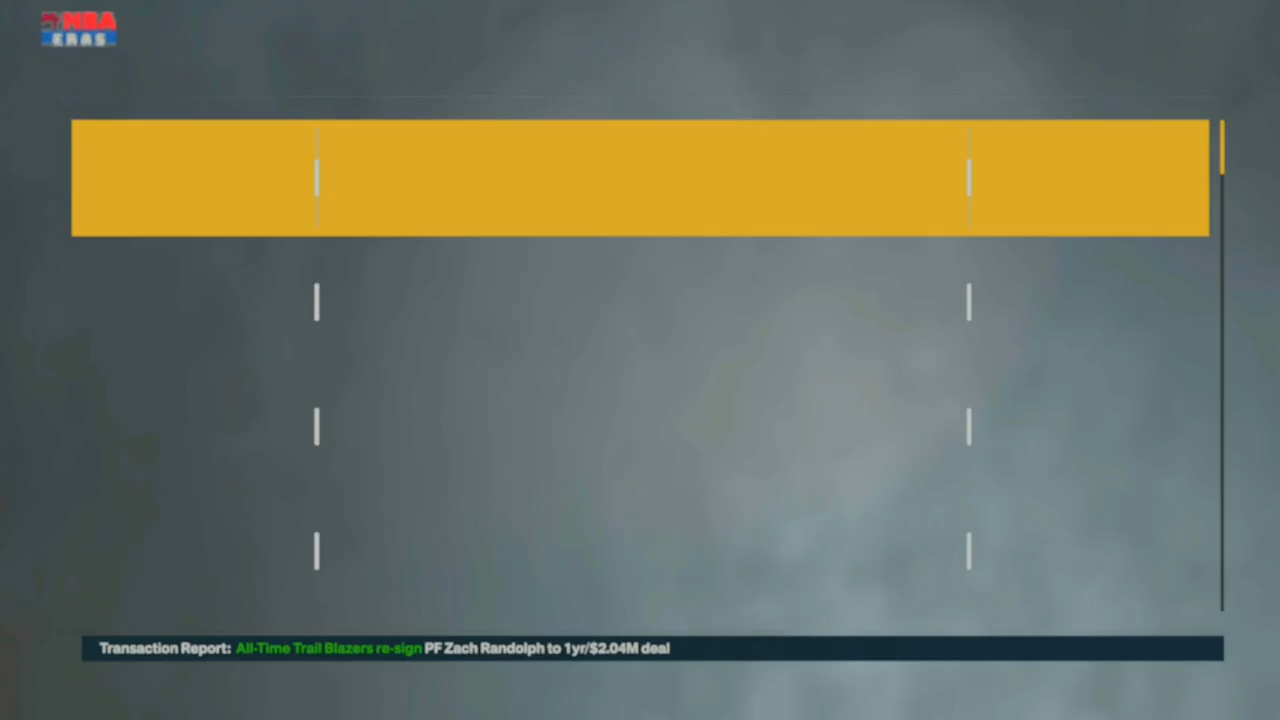 NBA
ERAS
Transaction Report: All-Time Trail Blazers re-sign PF Zach Randolph to 1yr/$2.04M deal